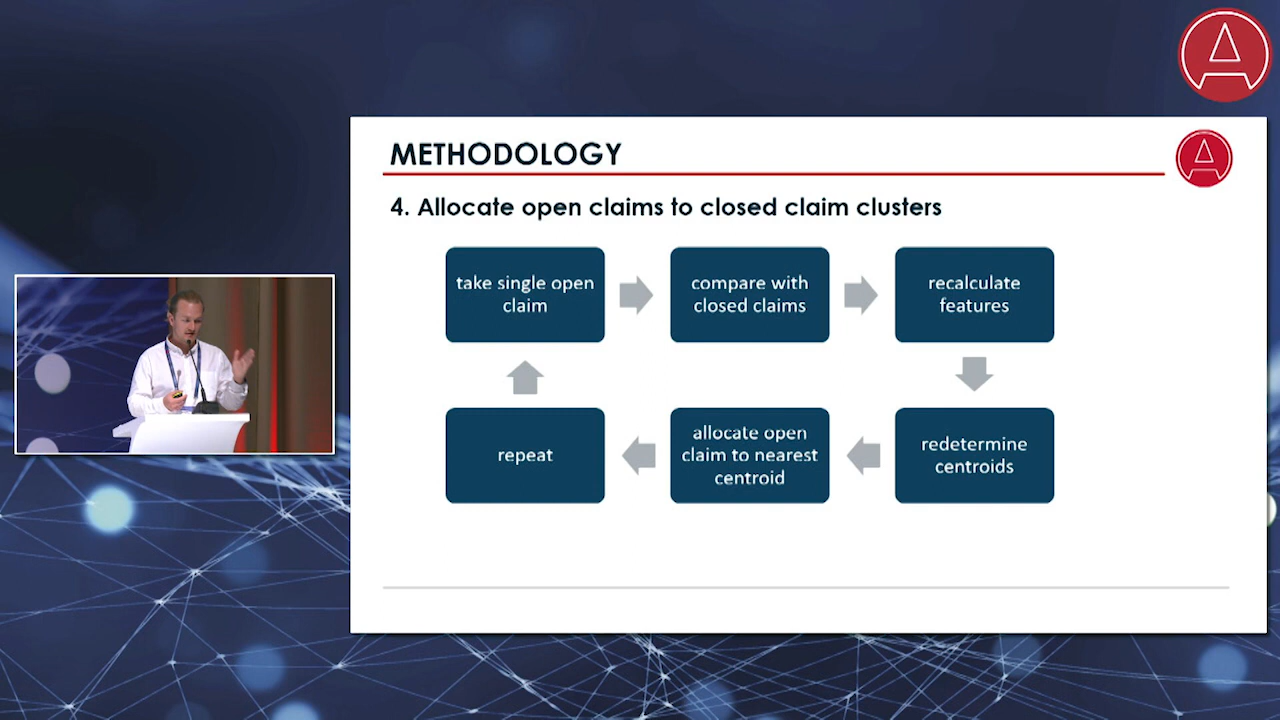 METHODOLOGY
4. Allocate open claims to closed claim clusters
take single open
claim
compare with
closed claims
recalculate
features
redetermine
centroids
allocate open
claim to nearest
centroid
repeat